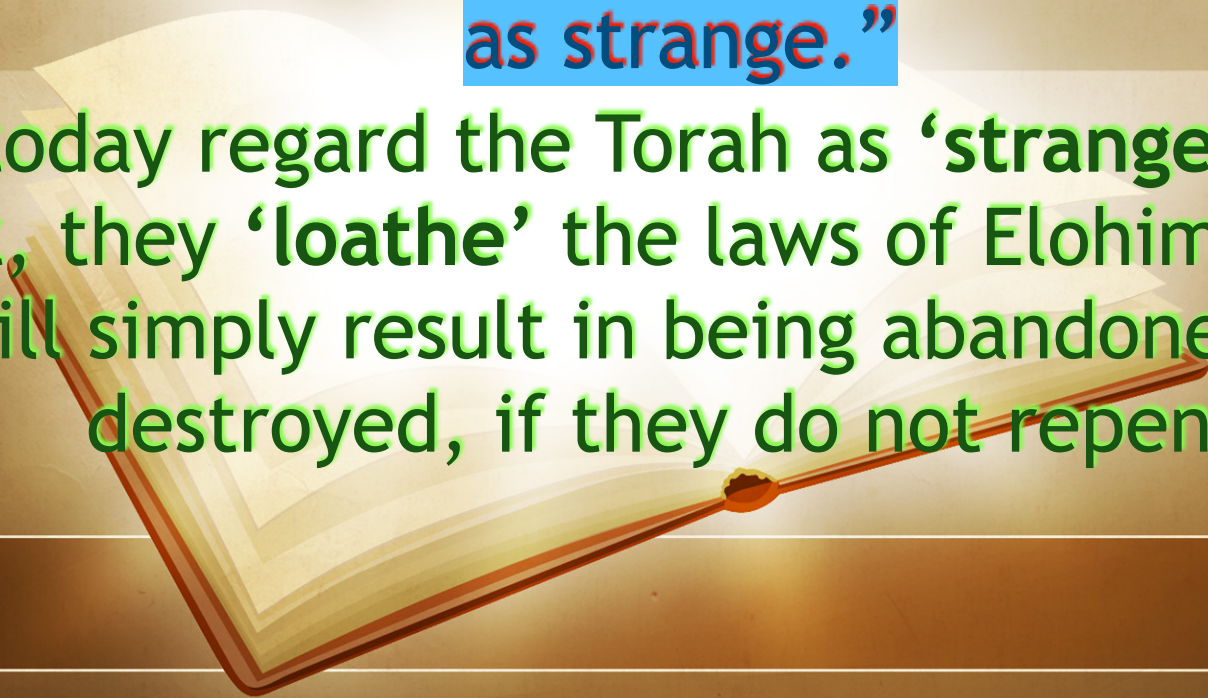 as strange.”
today regard the Torah as ‘strange
, they ‘loathe’ the laws of Elohim
ill simply result in being abandone
destroyed, if they do not repen